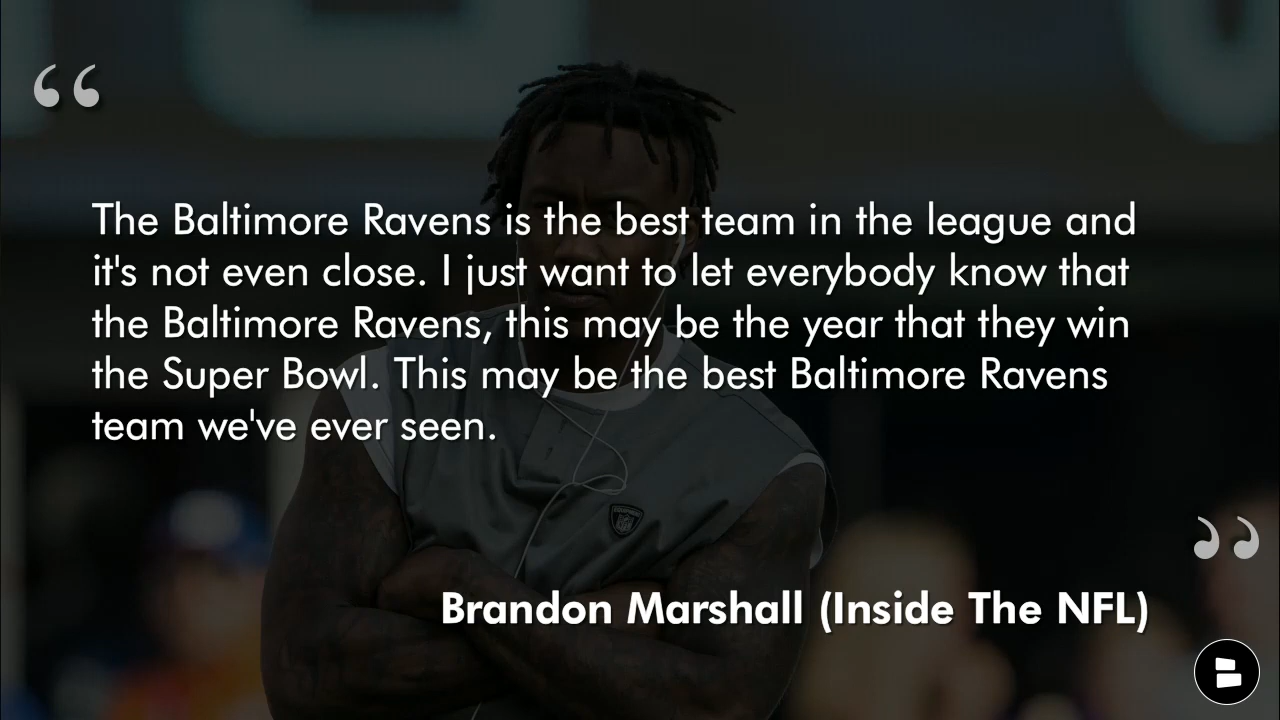 “
The Baltimore Ravens is the best team in the league and
it's not even close. I just want to let everybody know that
the Baltimore Ravens, this may be the year that they win
the Super Bowl. This may be the best Baltimore Ravens
team we've ever seen.
”
Brandon Marshall (Inside The NFL)